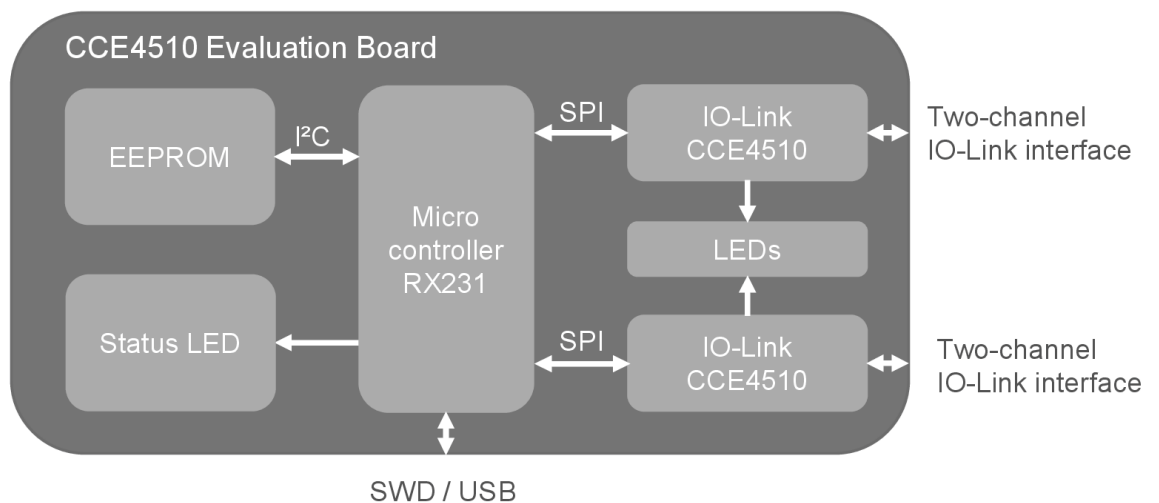 CCE4510 Evaluation Board
EEPROM
I²C
Micro
controller
RX231
SPI
IO-Link
CCE4510
Two-channel
IO-Link interface
LEDs
Status LED
SPI
IO-Link
CCE4510
Two-channel
IO-Link interface
SWD / USB